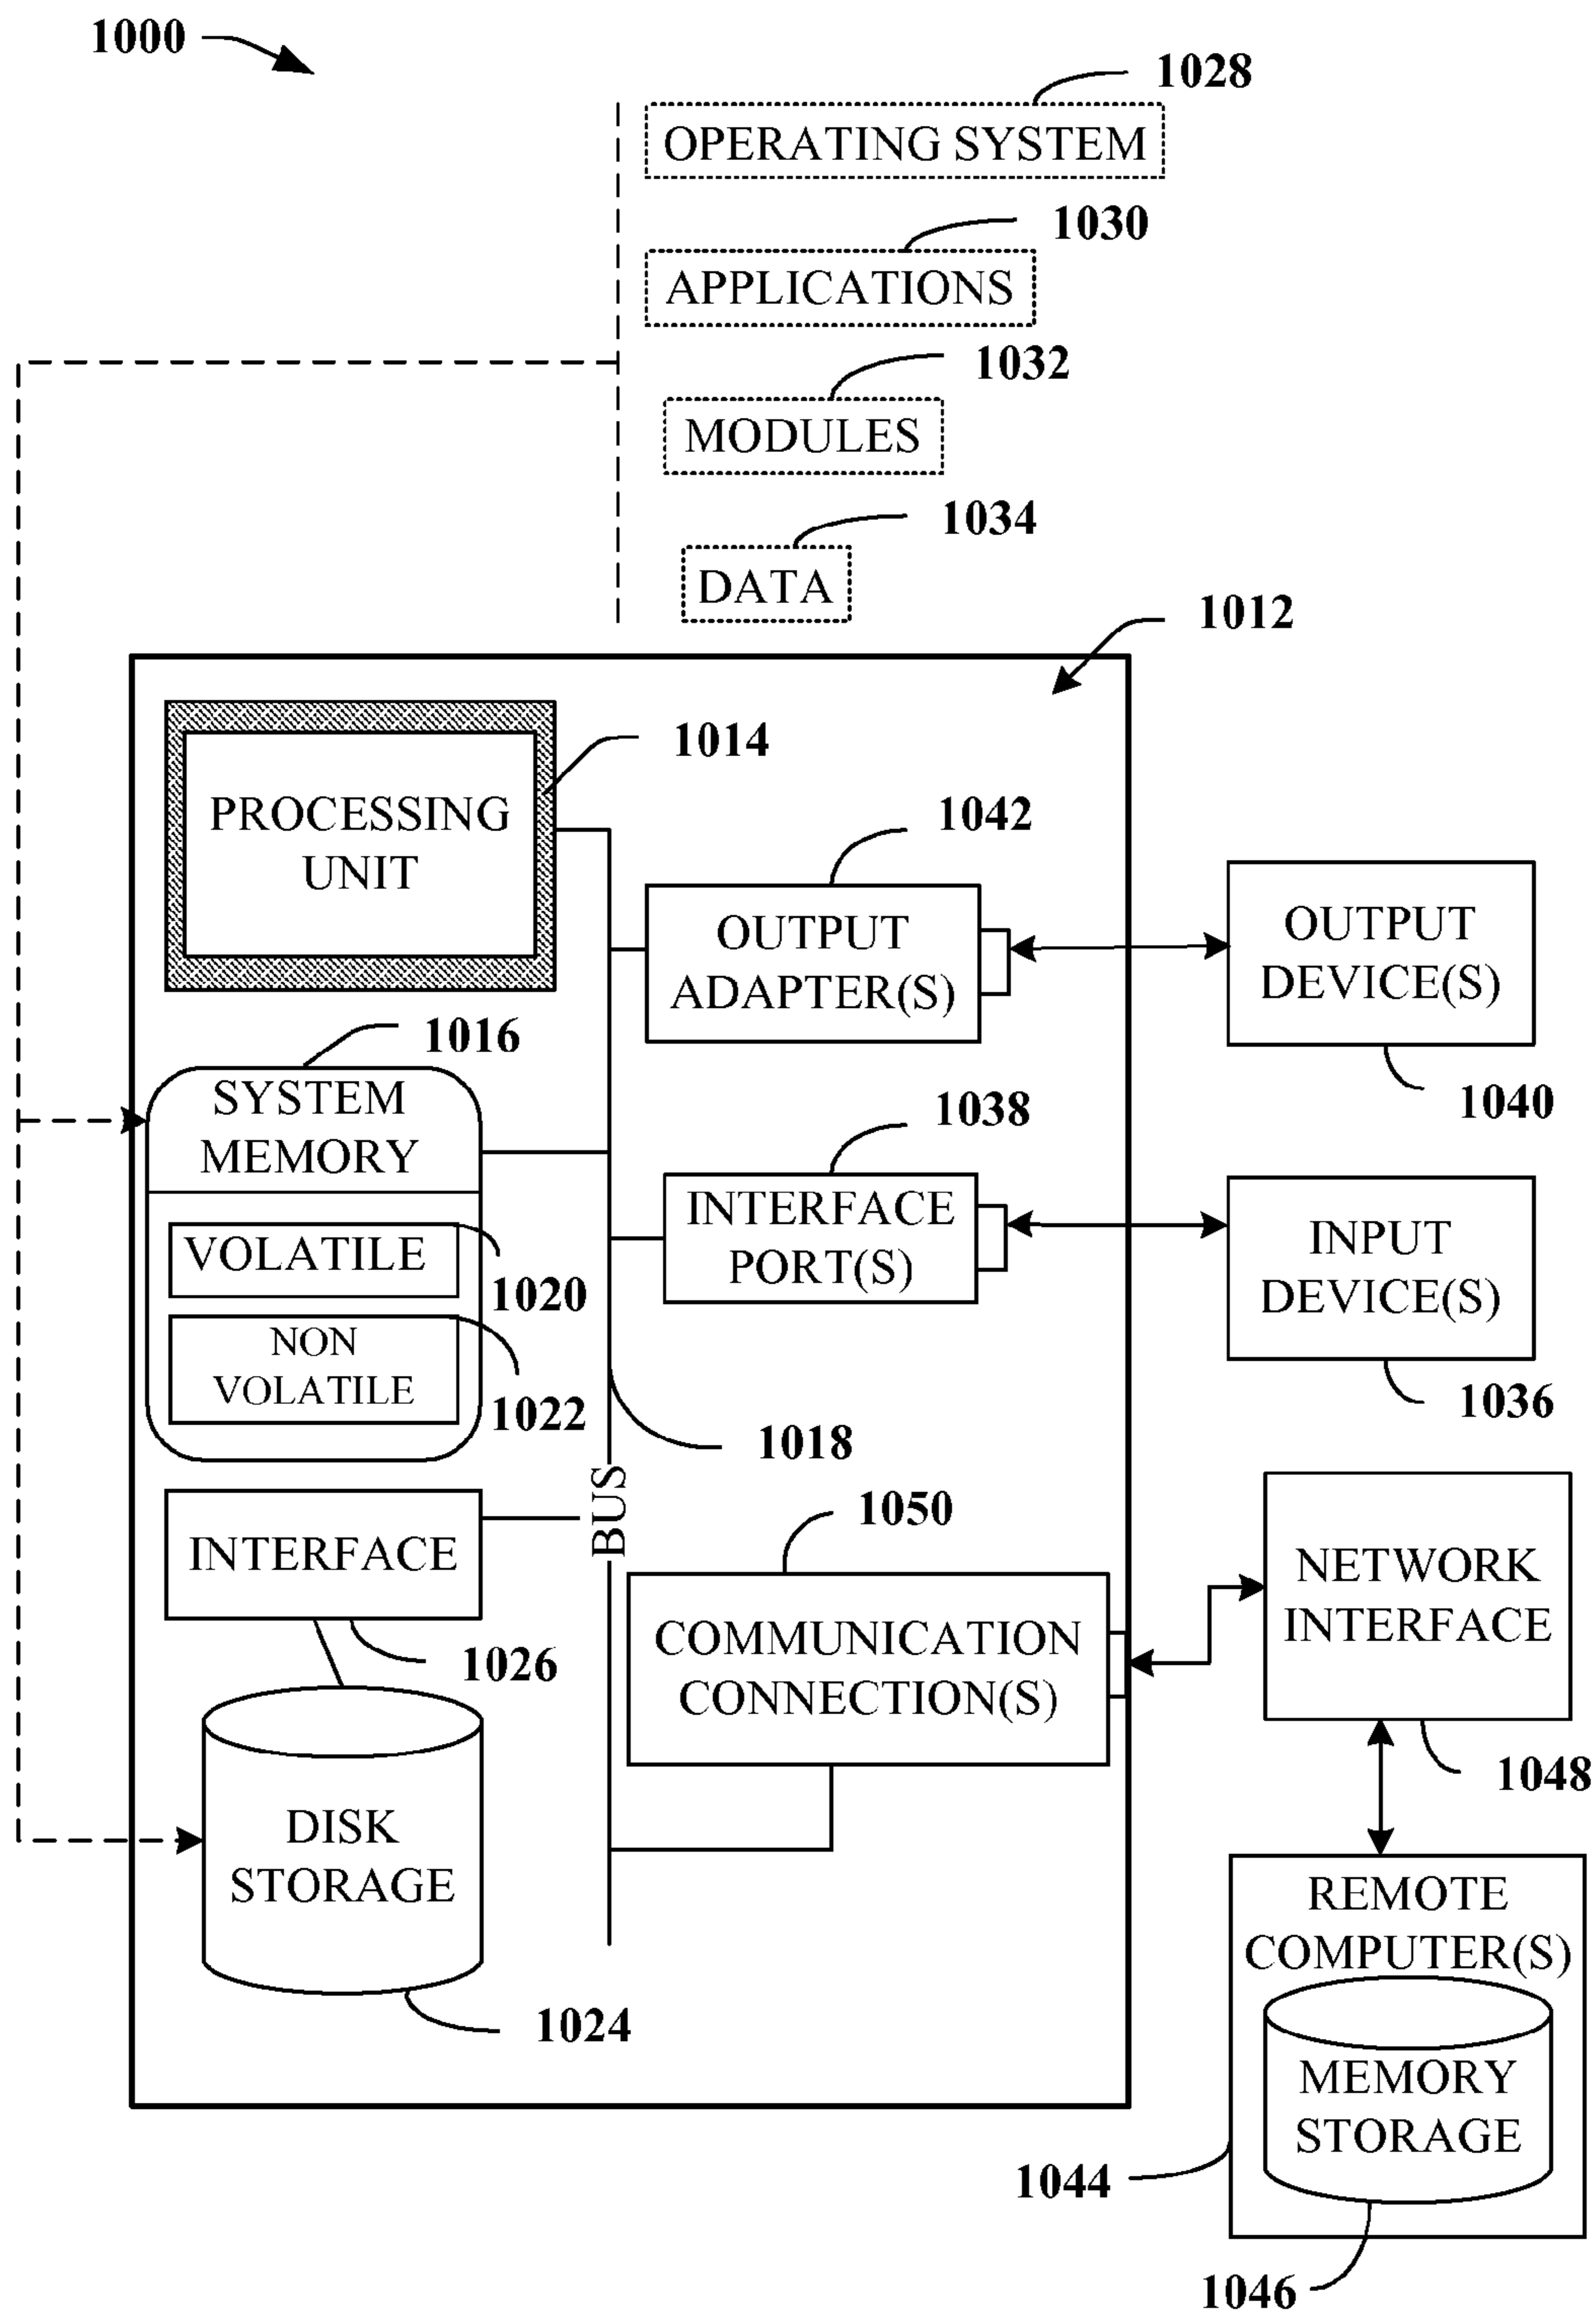 1000
1028
OPERATING SYSTEM
1030
APPLICATIONS
1032
MODULES
1034
DATA
1012
PROCESSING
UNIT
1014
1042
OUTPUT
ADAPTER(S)
OUTPUT
DEVICE(S)
1040
1016
SYSTEM
MEMORY
VOLATILE
1020
NON
VOLATILE
1022
1038
INTERFACE
PORT(S)
INPUT
DEVICE(S)
1036
1018
BUS
INTERFACE
1026
1050
COMMUNICATION
CONNECTION(S)
NETWORK
INTERFACE
1048
DISK
STORAGE
1024
REMOTE
COMPUTER(S)
MEMORY
STORAGE
1044
1046